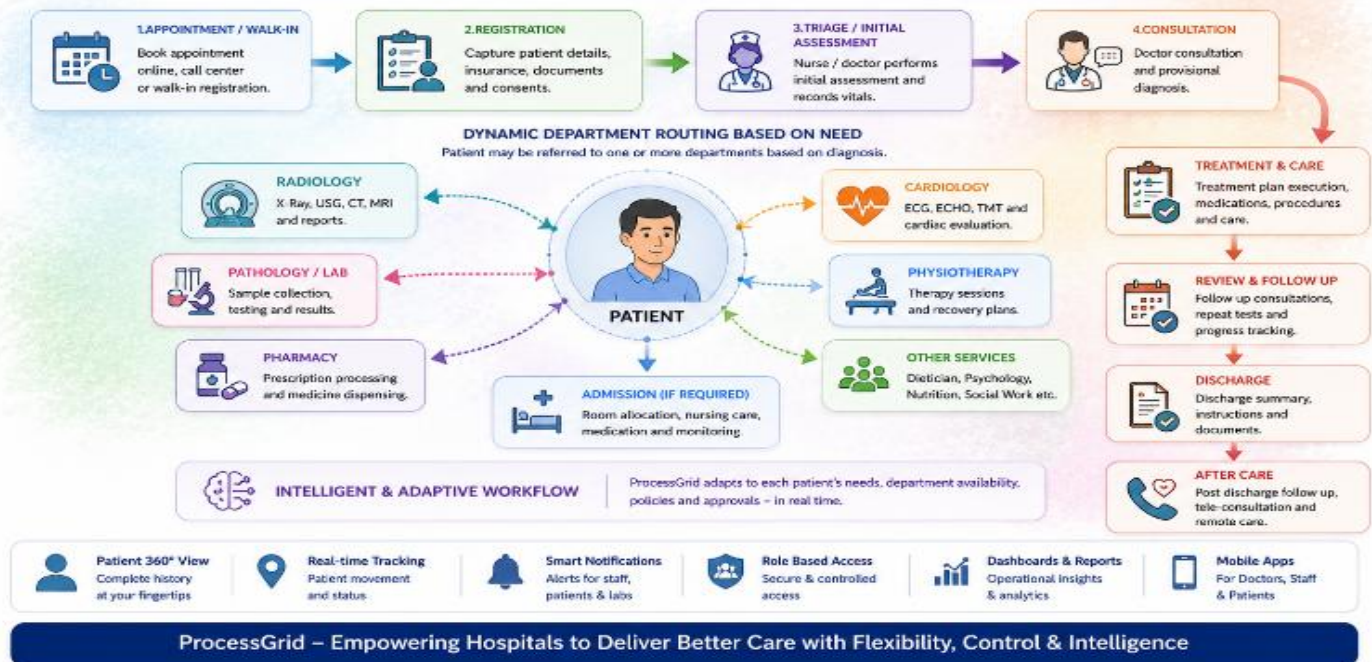 1.APPOINTMENT / WALK-IN
Book appointment
online, call center
or walk-in registration.
2.REGISTRATION
Capture patient details,
insurance, documents
and consents.
3.TRIAGE / INITIAL
ASSESSMENT
Nurse / doctor performs
initial assessment and
records vitals.
4.CONSULTATION
Doctor consultation
and provisional
diagnosis.
DYNAMIC DEPARTMENT ROUTING BASED ON NEED
Patient may be referred to one or more departments based on diagnosis.
RADIOLOGY
X-Ray, USG, CT, MRI
and reports.
PATHOLOGY / LAB
Sample collection,
testing and results.
PHARMACY
Prescription processing
and medicine dispensing.
PATIENT
ADMISSION (IF REQUIRED)
Room allocation, nursing care,
medication and monitoring.
CARDIOLOGY
ECG, ECHO, TMT and
cardiac evaluation.
PHYSIOTHERAPY
Therapy sessions
and recovery plans.
OTHER SERVICES
Dietician, Psychology,
Nutrition, Social Work etc.
TREATMENT & CARE
Treatment plan execution,
medications, procedures
and care.
REVIEW & FOLLOW UP
Follow up consultations,
repeat tests and
progress tracking.
DISCHARGE
Discharge summary,
instructions and
documents.
AFTER CARE
Post discharge follow up,
tele-consultation and
remote care.
INTELLIGENT & ADAPTIVE WORKFLOW
ProcessGrid adapts to each patient's needs, department availability,
policies and approvals – in real time.
Patient 360° View
Complete history
at your fingertips
Real-time Tracking
Patient movement
and status
Smart Notifications
Alerts for staff,
patients & labs
Role Based Access
Secure & controlled
access
Dashboards & Reports
Operational insights
& analytics
Mobile Apps
For Doctors, Staff
& Patients
ProcessGrid – Empowering Hospitals to Deliver Better Care with Flexibility, Control & Intelligence